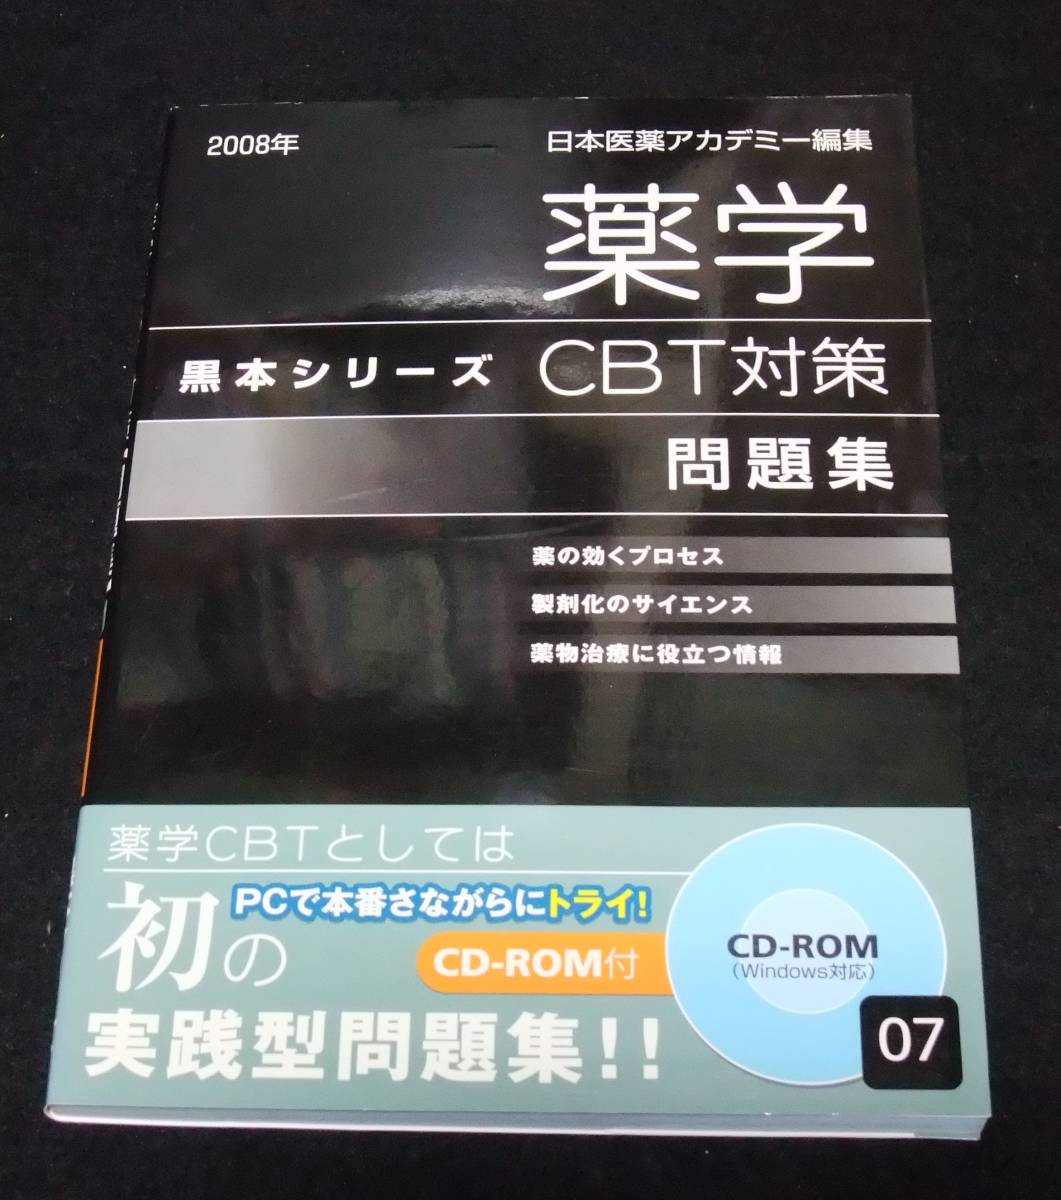 2008年
日本医薬アカデミー編集
薬学
黒本シリーズ
CBT対策
問題集
薬の効くプロセス
製剤化のサイエンス
薬物治療に役立つ情報
薬学CBTとしては
初の
PCで本番さながらにトライ!
CD-ROM付
実践型問題集!!
CD-ROM
(Windows対応)
07